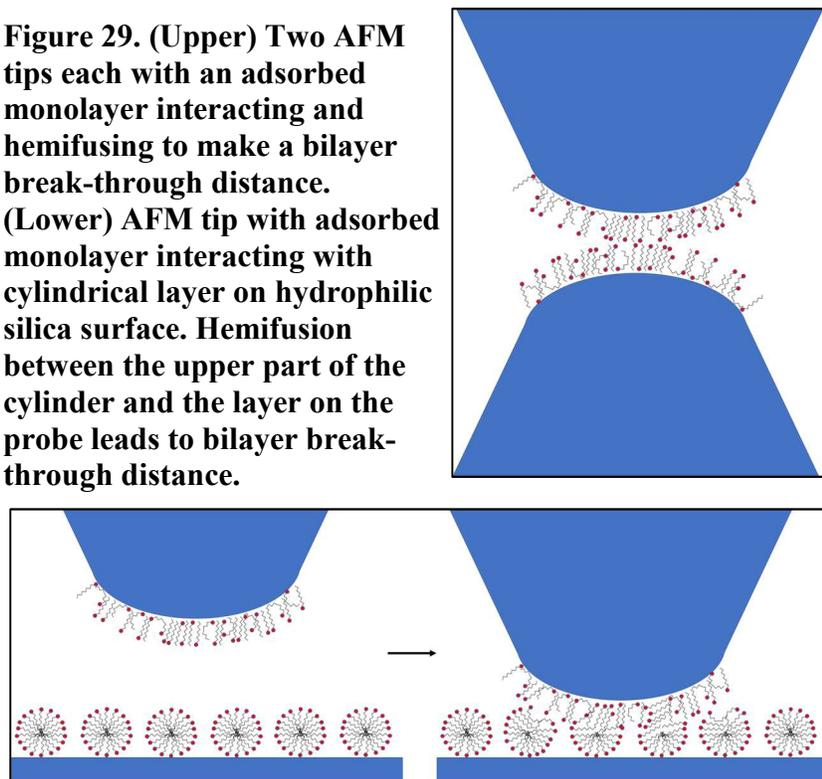 Figure 29. (Upper) Two AFM
tips each with an adsorbed
monolayer interacting and
hemifusing to make a bilayer
break-through distance.
(Lower) AFM tip with adsorbed
monolayer interacting with
cylindrical layer on hydrophilic
silica surface. Hemifusion
between the upper part of the
cylinder and the layer on the
probe leads to bilayer break-
through distance.